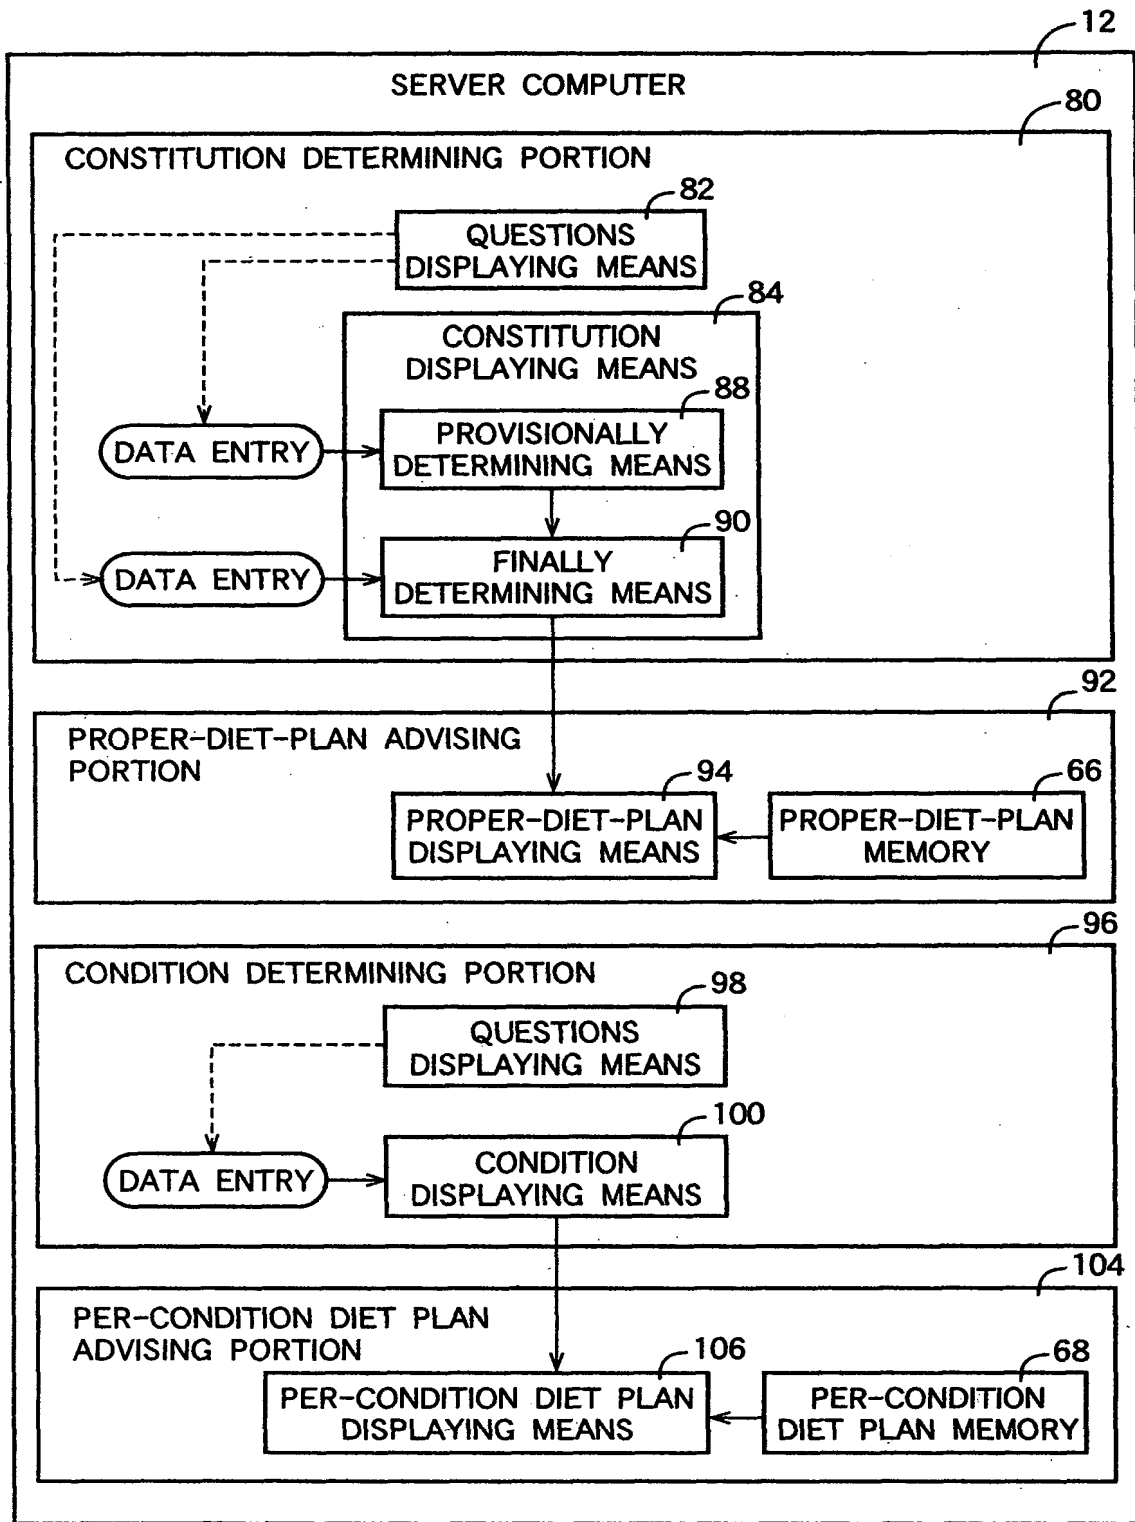 12
SERVER COMPUTER
80
CONSTITUTION DETERMINING PORTION
82
QUESTIONS
DISPLAYING MEANS
84
CONSTITUTION
DISPLAYING MEANS
88
PROVISIONALLY
DETERMINING MEANS
DATA ENTRY
90
FINALLY
DETERMINING MEANS
DATA ENTRY
92
PROPER-DIET-PLAN ADVISING
PORTION
94
PROPER-DIET-PLAN
DISPLAYING MEANS
66
PROPER-DIET-PLAN
MEMORY
96
CONDITION DETERMINING PORTION
98
QUESTIONS
DISPLAYING MEANS
100
CONDITION
DISPLAYING MEANS
DATA ENTRY
104
PER-CONDITION DIET PLAN
ADVISING PORTION
106
PER-CONDITION DIET PLAN
DISPLAYING MEANS
68
PER-CONDITION
DIET PLAN MEMORY